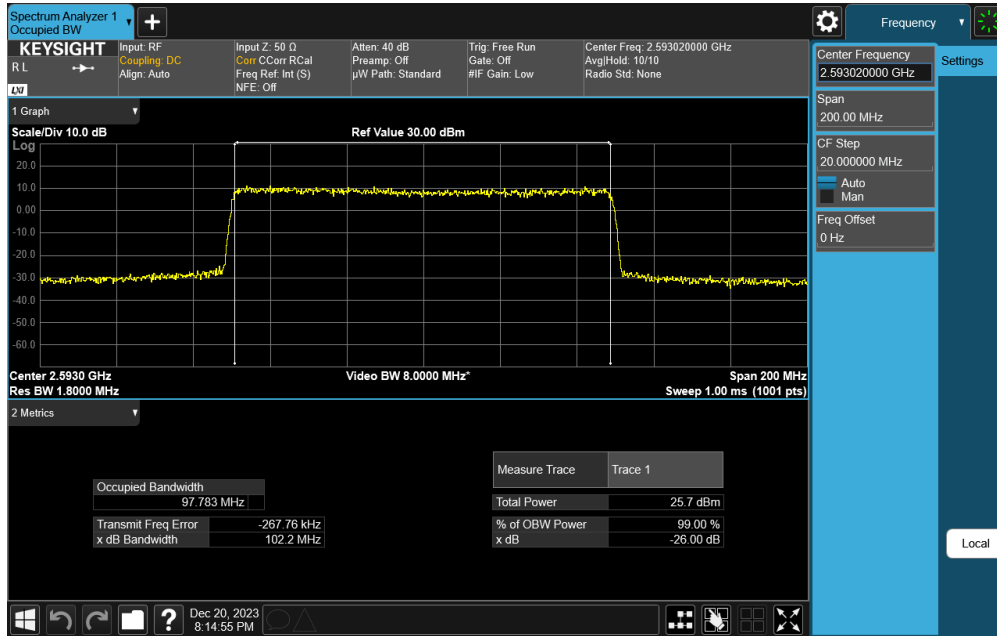 Spectrum Analyzer 1
Occupied BW
Frequency
KEYSIGHT
RL
LXI
Input: RF
Coupling: DC
Align: Auto
Input Z: 50 Ω
Corr CCorr RCal
Freq Ref: Int (S)
NFE: Off
Atten: 40 dB
Preamp: Off
µW Path: Standard
Trig: Free Run
Gate: Off
#IF Gain: Low
Center Freq: 2.593020000 GHz
Avg|Hold: 10/10
Radio Std: None
Center Frequency
2.593020000 GHz
Settings
Span
200.00 MHz
CF Step
20.000000 MHz
Auto
Man
Freq Offset
0 Hz
1 Graph
Scale/Div 10.0 dB
Ref Value 30.00 dBm
Log
20.0
10.0
0.00
-10.0
-20.0
-30.0
-40.0
-50.0
-60.0
Center 2.5930 GHz
Video BW 8.0000 MHz*
Span 200 MHz
Res BW 1.8000 MHz
Sweep 1.00 ms (1001 pts)
2 Metrics
Occupied Bandwidth
97.783 MHz
Transmit Freq Error -267.76 kHz
x dB Bandwidth 102.2 MHz
Measure Trace Trace 1
Total Power 25.7 dBm
% of OBW Power 99.00 %
x dB -26.00 dB
Local
?
Dec 20, 2023
8:14:55 PM